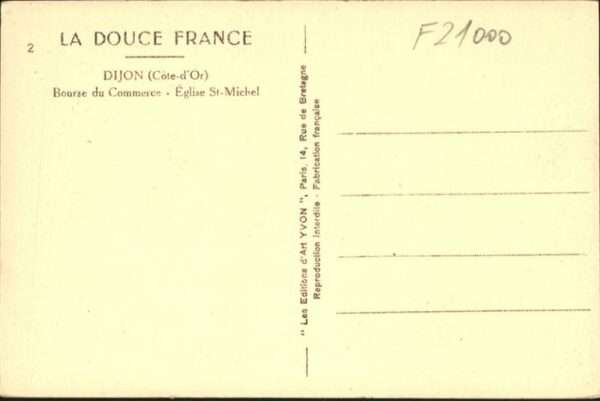 2
LA DOUCE FRANCE
DIJON (Côte-d'Or)
Bourse du Commerce - Église St-Michel
" Les Editions d'Art YVON ", Paris, 14, Rue de Bretagne
Reproduction Interdite - Fabrication française
F21000